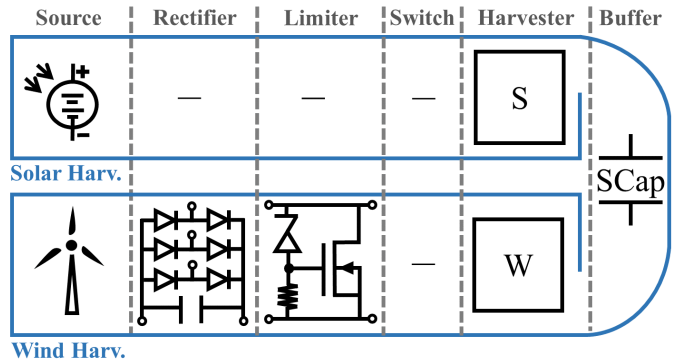 Source Rectifier Limiter Switch Harvester Buffer
— — — S
Solar Harv.
SCap
— W
Wind Harv.